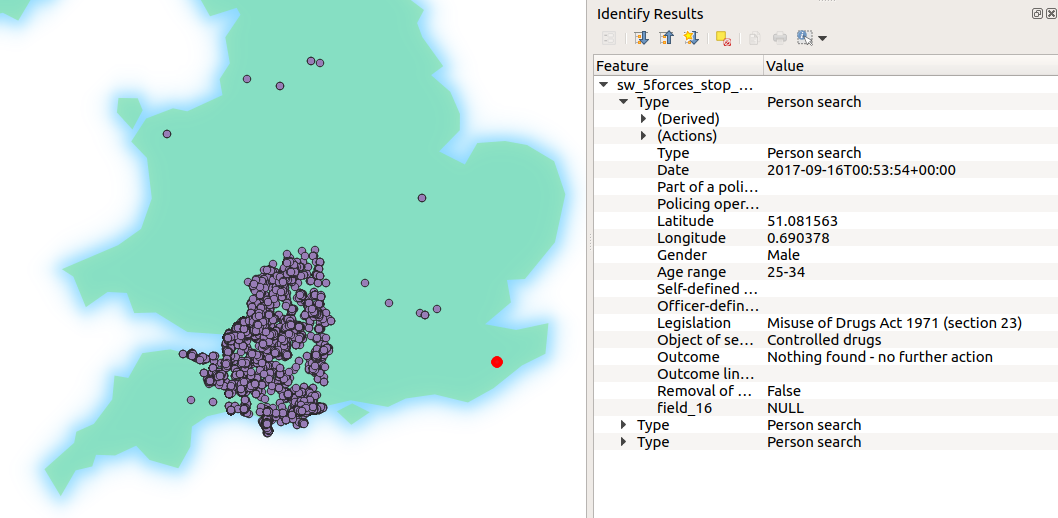 Identify Results
Feature Value
sw_5forces_stop_...
Type Person search
(Derived)
(Actions)
Type Person search
Date 2017-09-16T00:53:54+00:00
Part of a poli...
Policing oper...
Latitude 51.081563
Longitude 0.690378
Gender Male
Age range 25-34
Self-defined ...
Officer-defin...
Legislation Misuse of Drugs Act 1971 (section 23)
Object of se... Controlled drugs
Outcome Nothing found - no further action
Outcome lin...
Removal of ... False
field_16 NULL
Type Person search
Type Person search